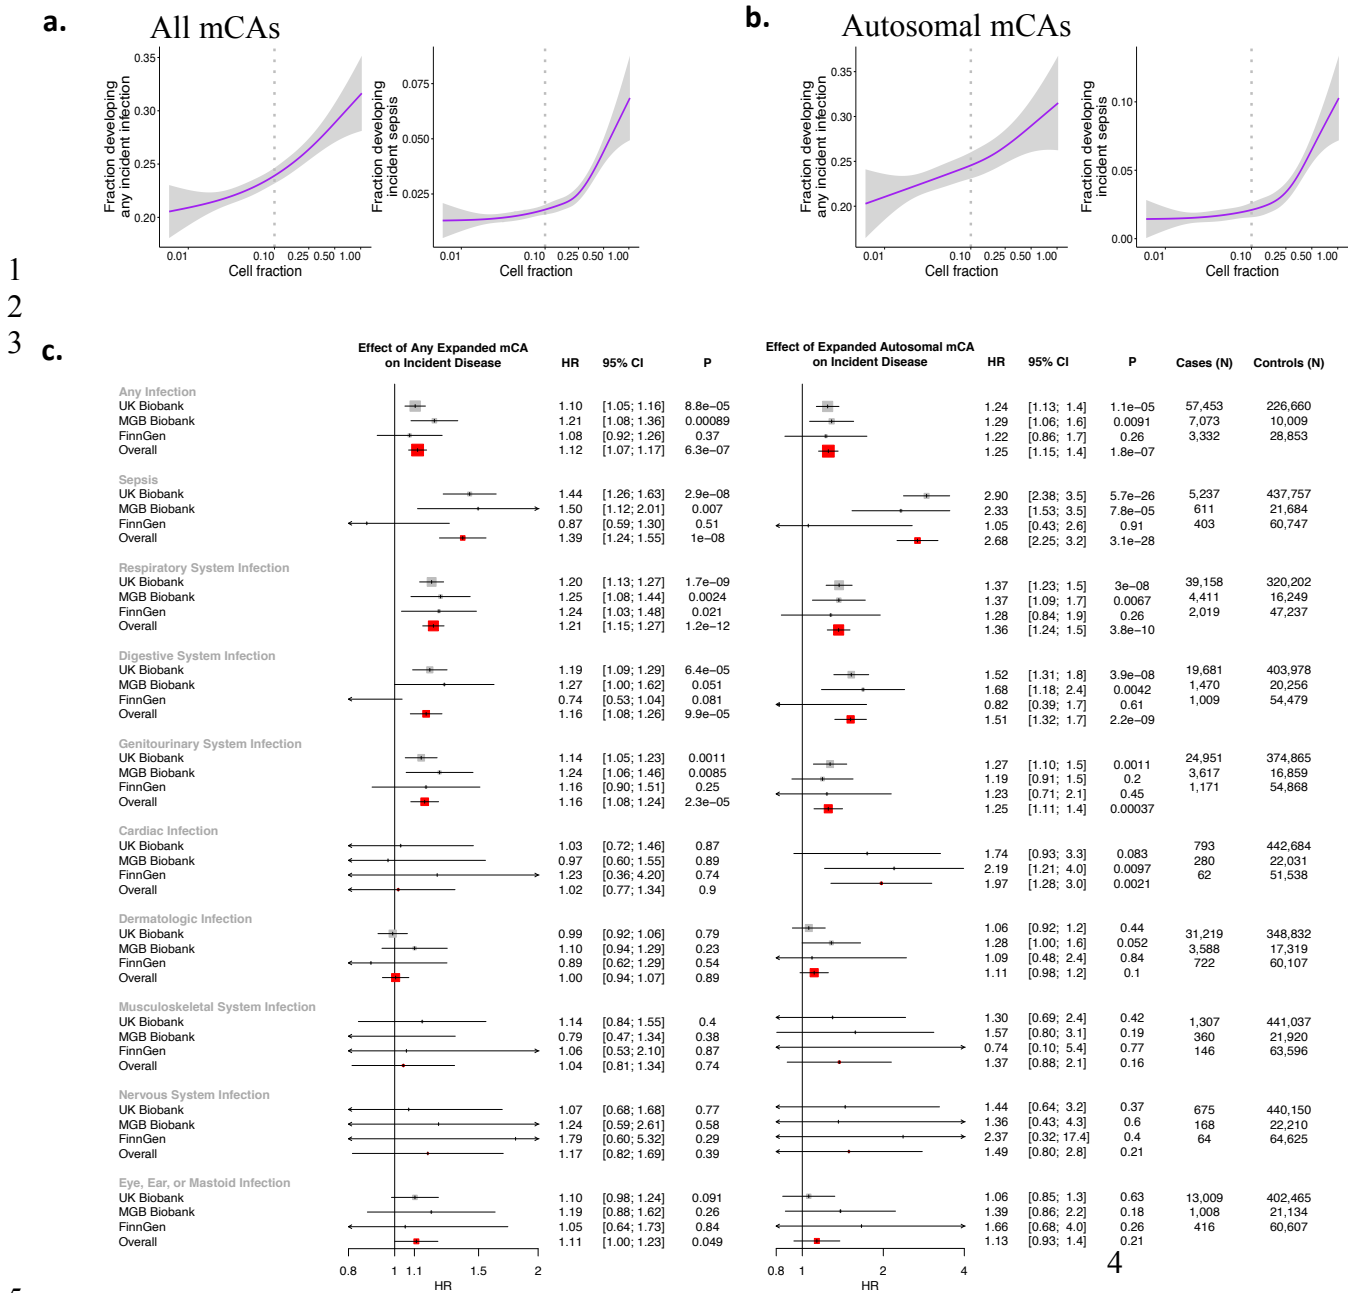 a. All mCAs
b. Autosomal mCAs
Fraction developing
any incident infection
0.35
0.30
0.25
0.20
0.01 0.10 0.25 0.50 1.00
Cell fraction
Fraction developing
incident sepsis
0.075
0.050
0.025
0.01 0.10 0.25 0.50 1.00
Cell fraction
Fraction developing
any incident infection
0.35
0.30
0.25
0.20
0.01 0.10 0.25 0.50 1.00
Cell fraction
Fraction developing
incident sepsis
0.10
0.05
0.00
0.01 0.10 0.25 0.50 1.00
Cell fraction
1
2
3
c.
Effect of Any Expanded mCA
on Incident Disease HR 95% CI P
Effect of Expanded Autosomal mCA
on Incident Disease HR 95% CI P Cases (N) Controls (N)
Any Infection
UK Biobank 1.10 [1.05; 1.16] 8.8e−05 1.24 [1.13; 1.4] 1.1e−05 57,453 226,660
MGB Biobank 1.21 [1.08; 1.36] 0.00089 1.29 [1.06; 1.6] 0.0091 7,073 10,009
FinnGen 1.08 [0.92; 1.26] 0.37 1.22 [0.86; 1.7] 0.26 3,332 28,853
Overall 1.12 [1.07; 1.17] 6.3e−07 1.25 [1.15; 1.4] 1.8e−07
Sepsis
UK Biobank 1.44 [1.26; 1.63] 2.9e−08 2.90 [2.38; 3.5] 5.7e−26 5,237 437,757
MGB Biobank 1.50 [1.12; 2.01] 0.007 2.33 [1.53; 3.5] 7.8e−05 611 21,684
FinnGen 0.87 [0.59; 1.30] 0.51 1.05 [0.43; 2.6] 0.91 403 60,747
Overall 1.39 [1.24; 1.55] 1e−08 2.68 [2.25; 3.2] 3.1e−28
Respiratory System Infection
UK Biobank 1.20 [1.13; 1.27] 1.7e−09 1.37 [1.23; 1.5] 3e−08 39,158 320,202
MGB Biobank 1.25 [1.08; 1.44] 0.0024 1.37 [1.09; 1.7] 0.0067 4,411 16,249
FinnGen 1.24 [1.03; 1.48] 0.021 1.28 [0.84; 1.9] 0.26 2,019 47,237
Overall 1.21 [1.15; 1.27] 1.2e−12 1.36 [1.24; 1.5] 3.8e−10
Digestive System Infection
UK Biobank 1.19 [1.09; 1.29] 6.4e−05 1.52 [1.31; 1.8] 3.9e−08 19,681 403,978
MGB Biobank 1.27 [1.00; 1.62] 0.051 1.68 [1.18; 2.4] 0.0042 1,470 20,256
FinnGen 0.74 [0.53; 1.04] 0.081 0.82 [0.39; 1.7] 0.61 1,009 54,479
Overall 1.16 [1.08; 1.26] 9.9e−05 1.51 [1.32; 1.7] 2.2e−09
Genitourinary System Infection
UK Biobank 1.14 [1.05; 1.23] 0.0011 1.27 [1.10; 1.5] 0.0011 24,951 374,865
MGB Biobank 1.24 [1.06; 1.46] 0.0085 1.19 [0.91; 1.5] 0.2 3,617 16,859
FinnGen 1.16 [0.90; 1.51] 0.25 1.23 [0.71; 2.1] 0.45 1,171 54,868
Overall 1.16 [1.08; 1.24] 2.3e−05 1.25 [1.11; 1.4] 0.00037
Cardiac Infection
UK Biobank 1.03 [0.72; 1.46] 0.87 1.74 [0.93; 3.3] 0.083 793 442,684
MGB Biobank 0.97 [0.60; 1.55] 0.89 2.19 [1.21; 4.0] 0.0097 280 22,031
FinnGen 1.23 [0.36; 4.20] 0.74 62 51,538
Overall 1.02 [0.77; 1.34] 0.9 1.97 [1.28; 3.0] 0.0021
Dermatologic Infection
UK Biobank 0.99 [0.92; 1.06] 0.79 1.06 [0.92; 1.2] 0.44 31,219 348,832
MGB Biobank 1.10 [0.94; 1.29] 0.23 1.28 [1.00; 1.6] 0.052 3,588 17,319
FinnGen 0.89 [0.62; 1.29] 0.54 1.09 [0.48; 2.4] 0.84 722 60,107
Overall 1.00 [0.94; 1.07] 0.89 1.11 [0.98; 1.2] 0.1
Musculoskeletal System Infection
UK Biobank 1.14 [0.84; 1.55] 0.4 1.30 [0.69; 2.4] 0.42 1,307 441,037
MGB Biobank 0.79 [0.47; 1.34] 0.38 1.57 [0.80; 3.1] 0.19 360 21,920
FinnGen 1.06 [0.53; 2.10] 0.87 0.74 [0.10; 5.4] 0.77 146 63,596
Overall 1.04 [0.81; 1.34] 0.74 1.37 [0.88; 2.1] 0.16
Nervous System Infection
UK Biobank 1.07 [0.68; 1.68] 0.77 1.44 [0.64; 3.2] 0.37 675 440,150
MGB Biobank 1.24 [0.59; 2.61] 0.58 1.36 [0.43; 4.3] 0.6 168 22,210
FinnGen 1.79 [0.60; 5.32] 0.29 2.37 [0.32; 17.4] 0.4 64 64,625
Overall 1.17 [0.82; 1.69] 0.39 1.49 [0.80; 2.8] 0.21
Eye, Ear, or Mastoid Infection
UK Biobank 1.10 [0.98; 1.24] 0.091 1.06 [0.85; 1.3] 0.63 13,009 402,465
MGB Biobank 1.19 [0.88; 1.62] 0.26 1.39 [0.86; 2.2] 0.18 1,008 21,134
FinnGen 1.05 [0.64; 1.73] 0.84 1.66 [0.68; 4.0] 0.26 416 60,607
Overall 1.11 [1.00; 1.23] 0.049 1.13 [0.93; 1.4] 0.21
0.8 1 1.1 1.5 2
HR
0.8 1 2 4
HR
4